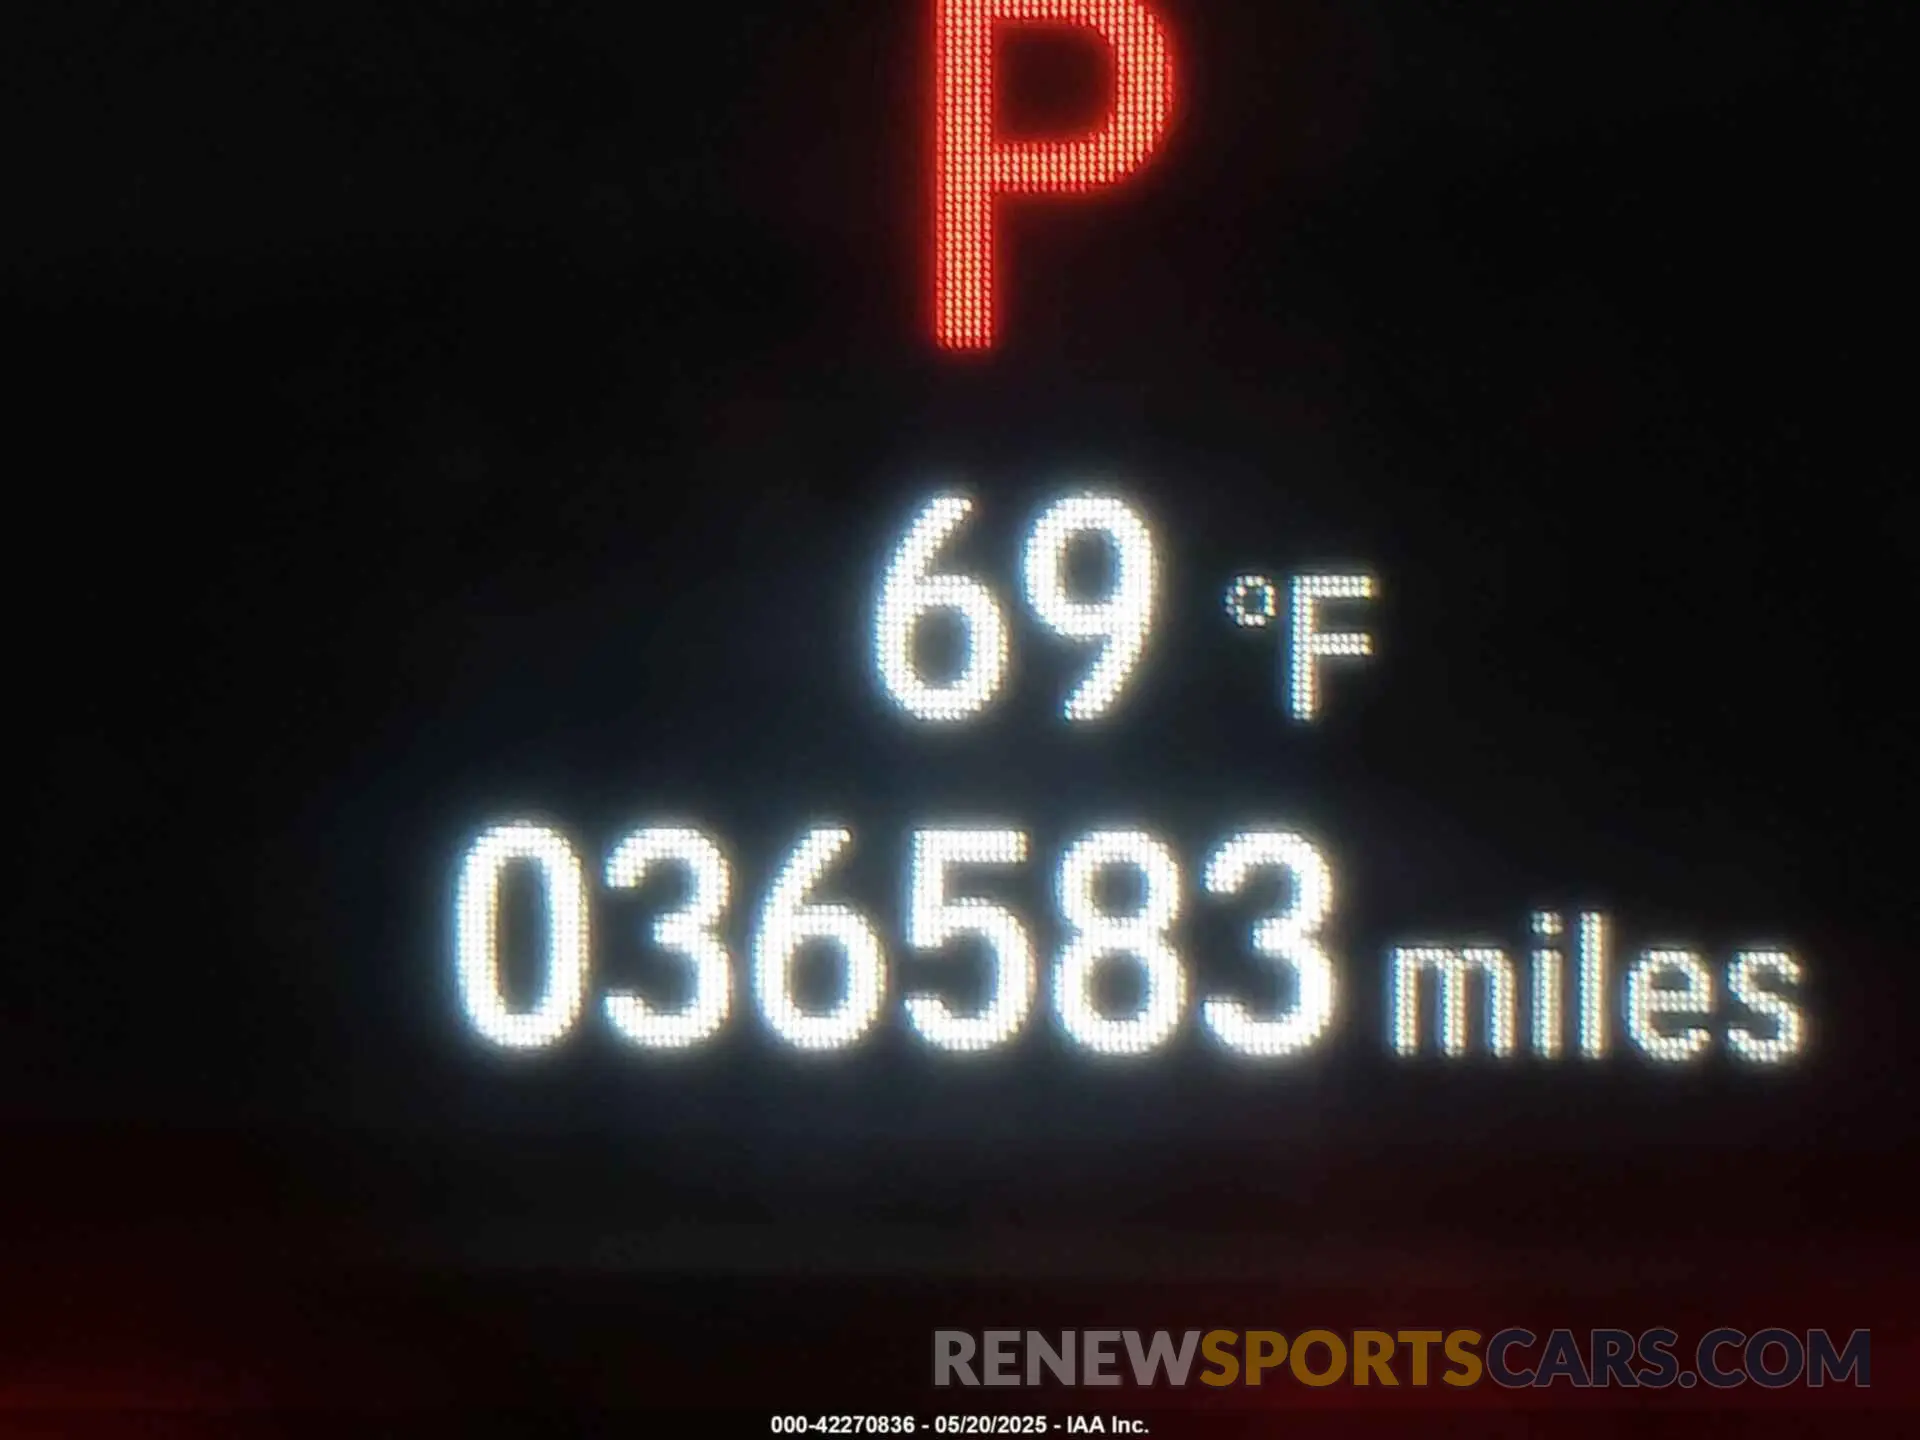 P
69 °F
036583 miles
RENEWSPORTSCARS.COM
000-42270836 - 05/20/2025 - IAA Inc.